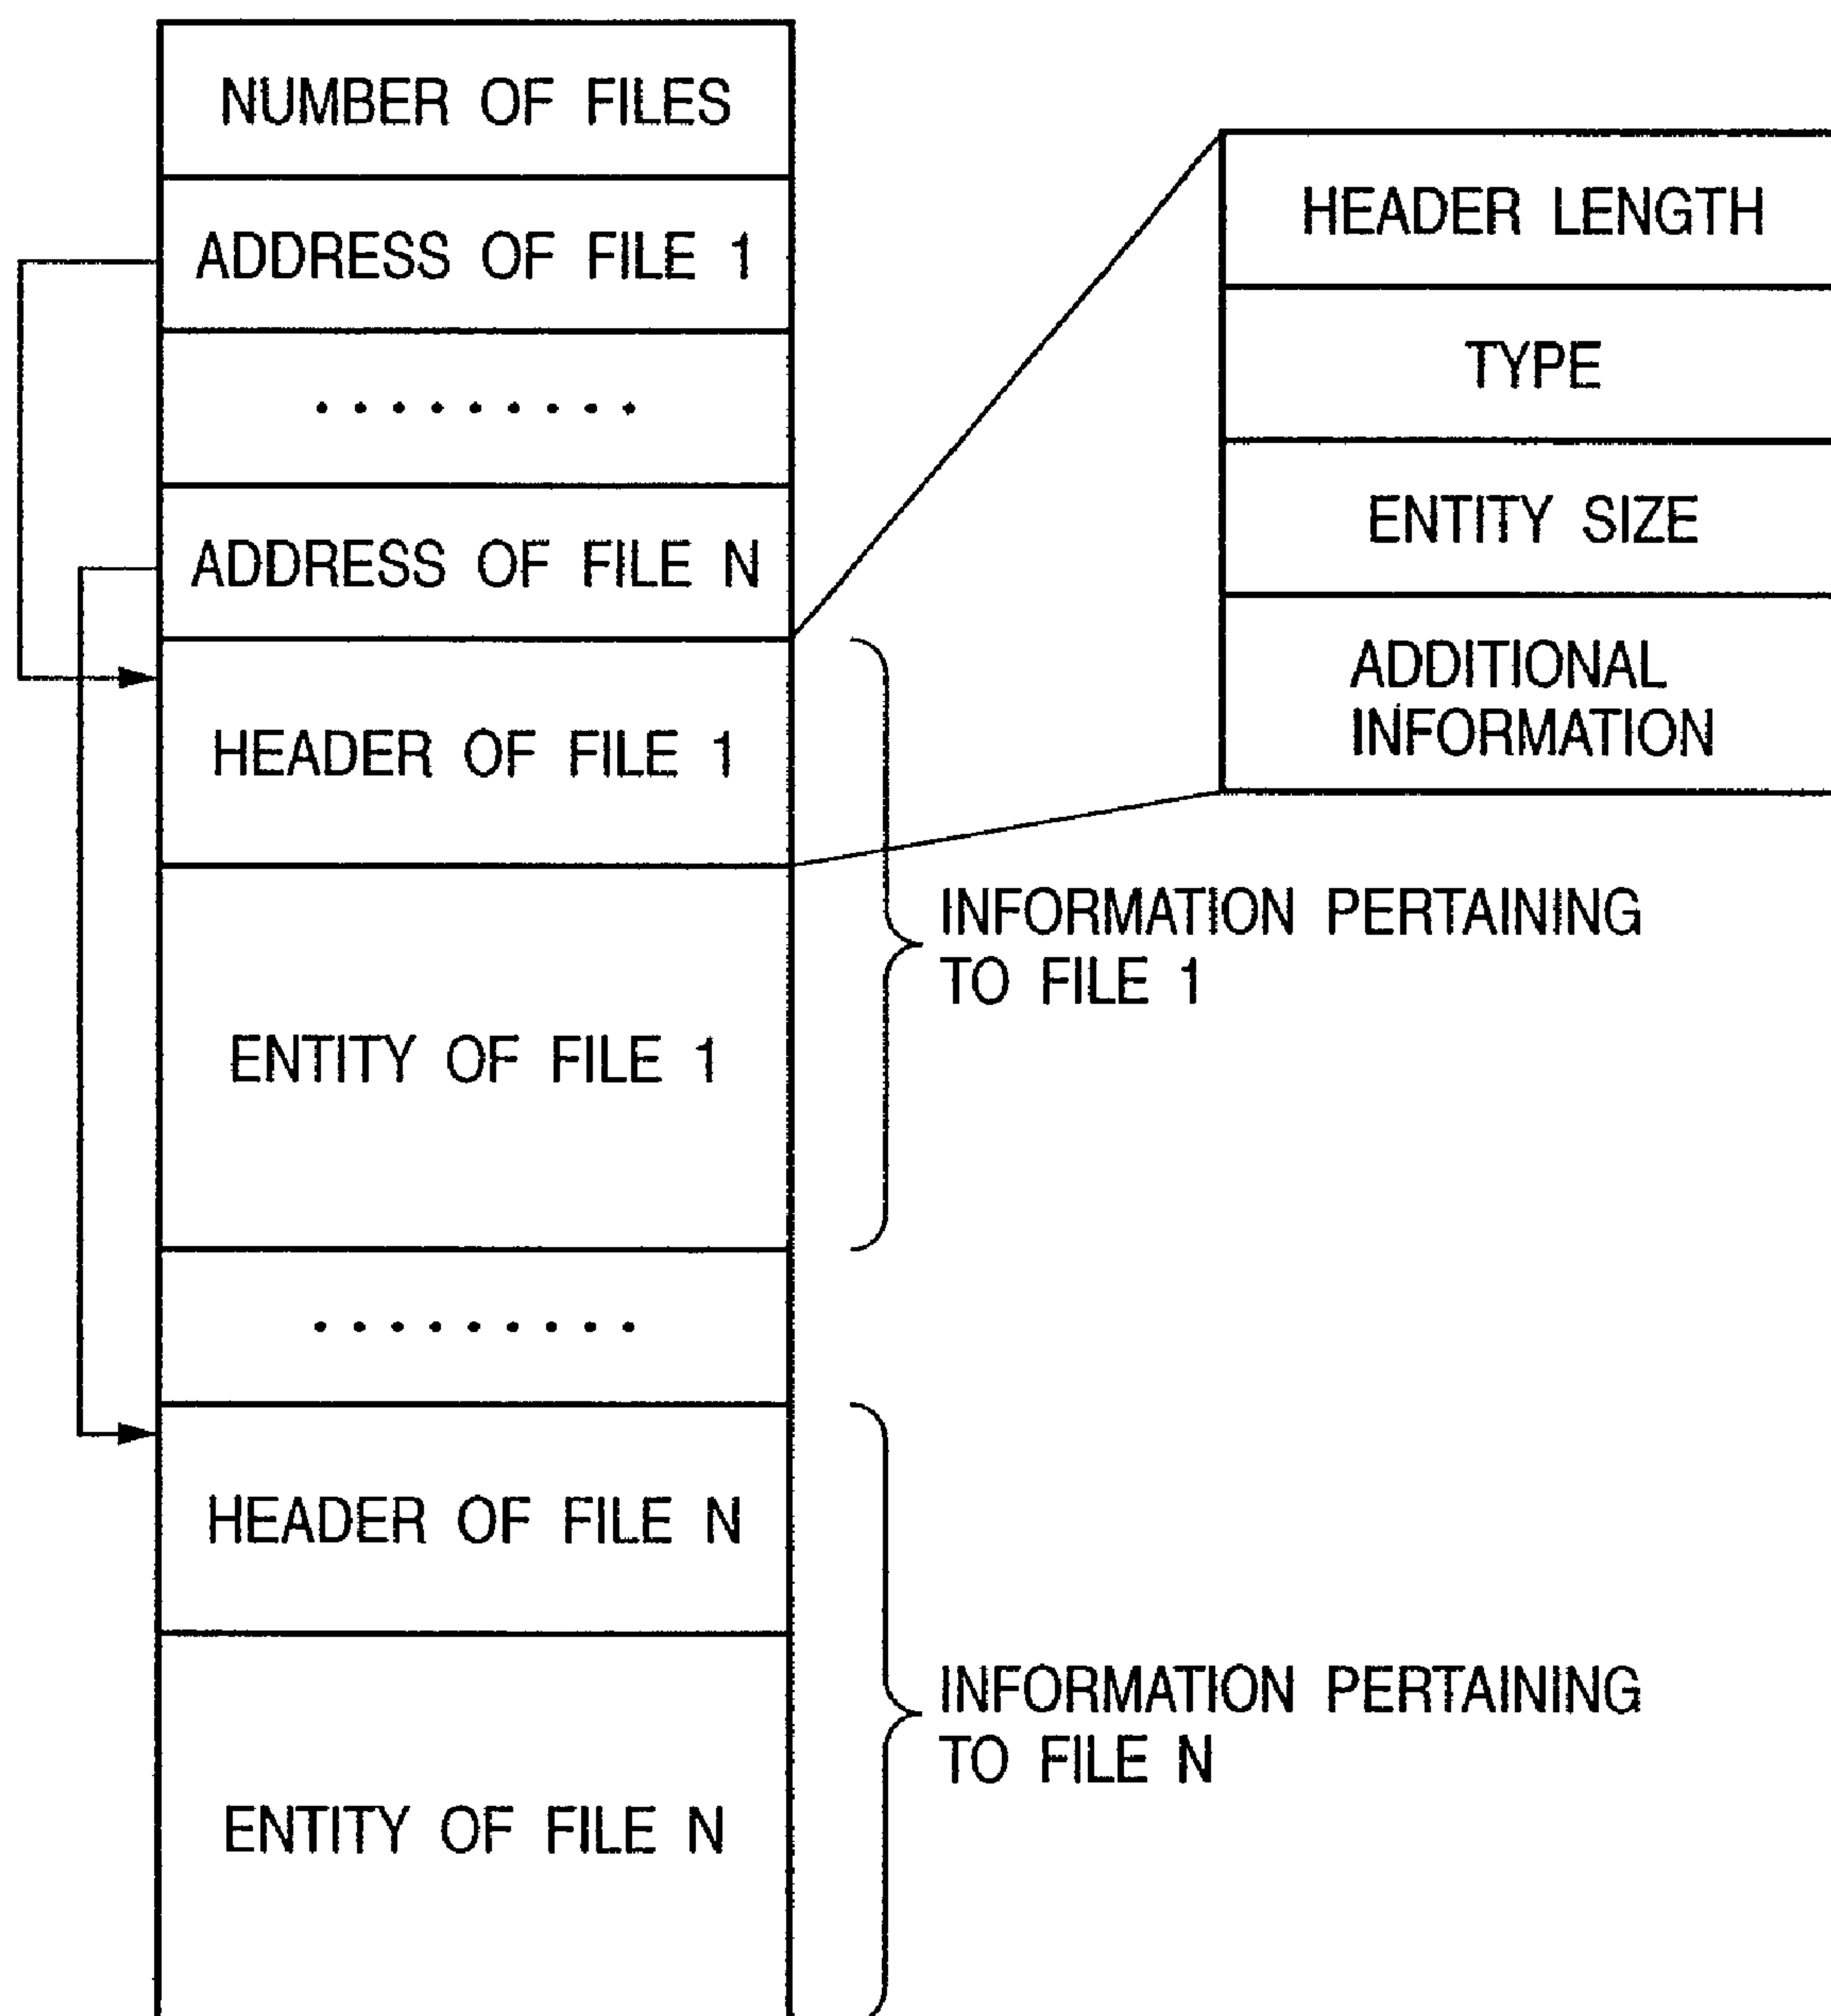 NUMBER OF FILES
ADDRESS OF FILE 1
.........
ADDRESS OF FILE N
HEADER OF FILE 1
ENTITY OF FILE 1
.........
HEADER OF FILE N
ENTITY OF FILE N
HEADER LENGTH
TYPE
ENTITY SIZE
ADDITIONAL
INFORMATION
INFORMATION PERTAINING
TO FILE 1
INFORMATION PERTAINING
TO FILE N